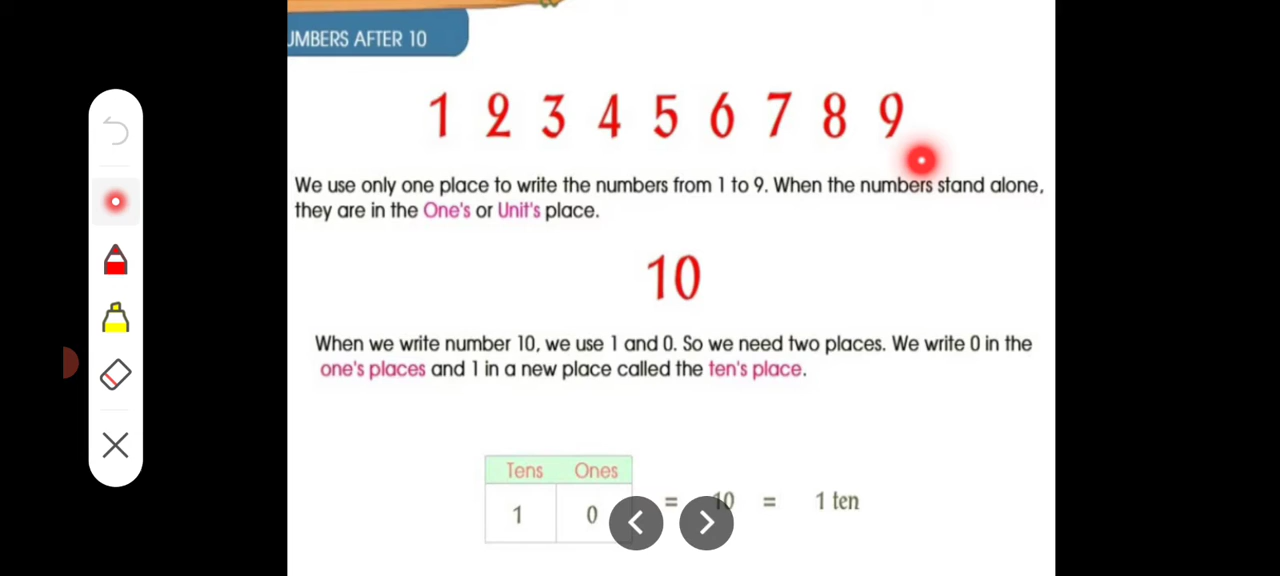 UMBERS AFTER 10
1 2 3 4 5 6 7 8 9
We use only one place to write the numbers from 1 to 9. When the numbers stand alone,
they are in the One's or Unit's place.
10
When we write number 10, we use 1 and 0. So we need two places. We write 0 in the
one's places and 1 in a new place called the ten's place.
Tens Ones
1 0 = 10 = 1 ten